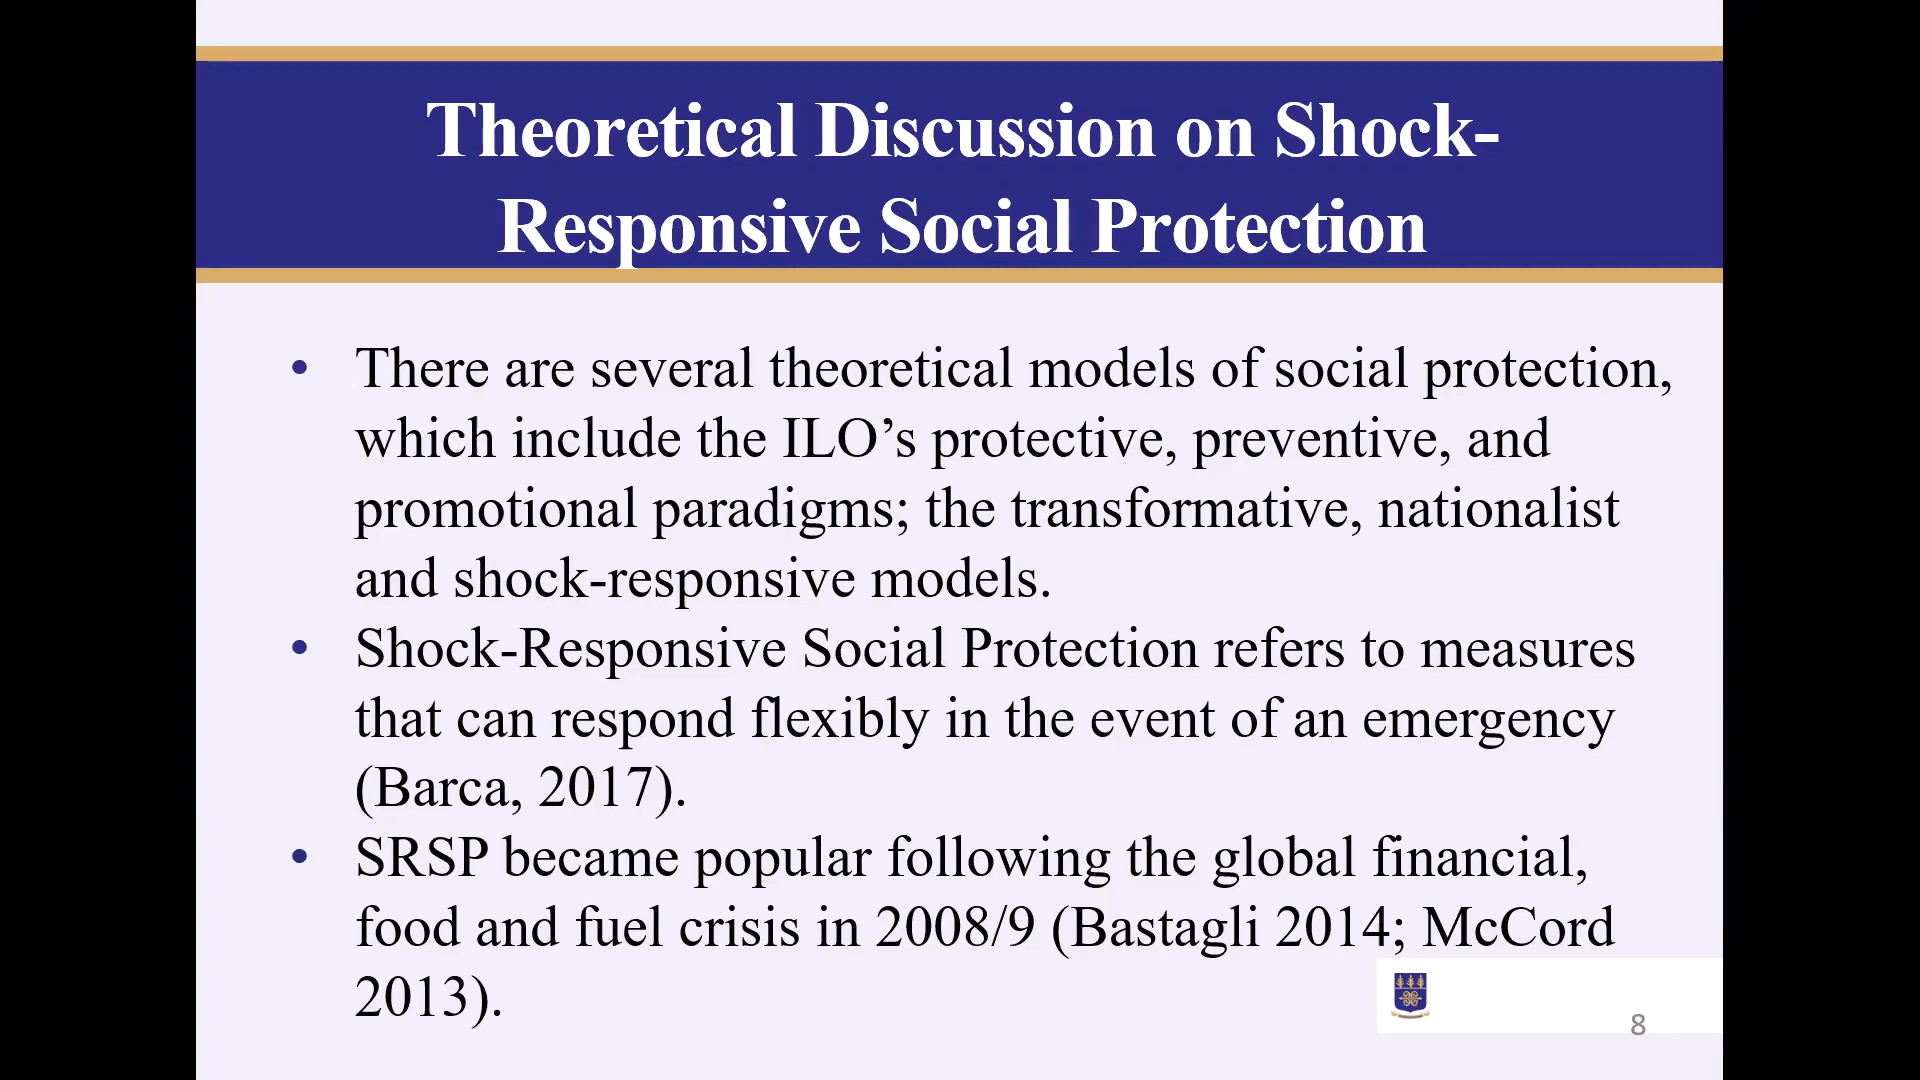 Theoretical Discussion on Shock-
Responsive Social Protection
• There are several theoretical models of social protection,
which include the ILO’s protective, preventive, and
promotional paradigms; the transformative, nationalist
and shock-responsive models.
• Shock-Responsive Social Protection refers to measures
that can respond flexibly in the event of an emergency
(Barca, 2017).
• SRSP became popular following the global financial,
food and fuel crisis in 2008/9 (Bastagli 2014; McCord
2013).
8